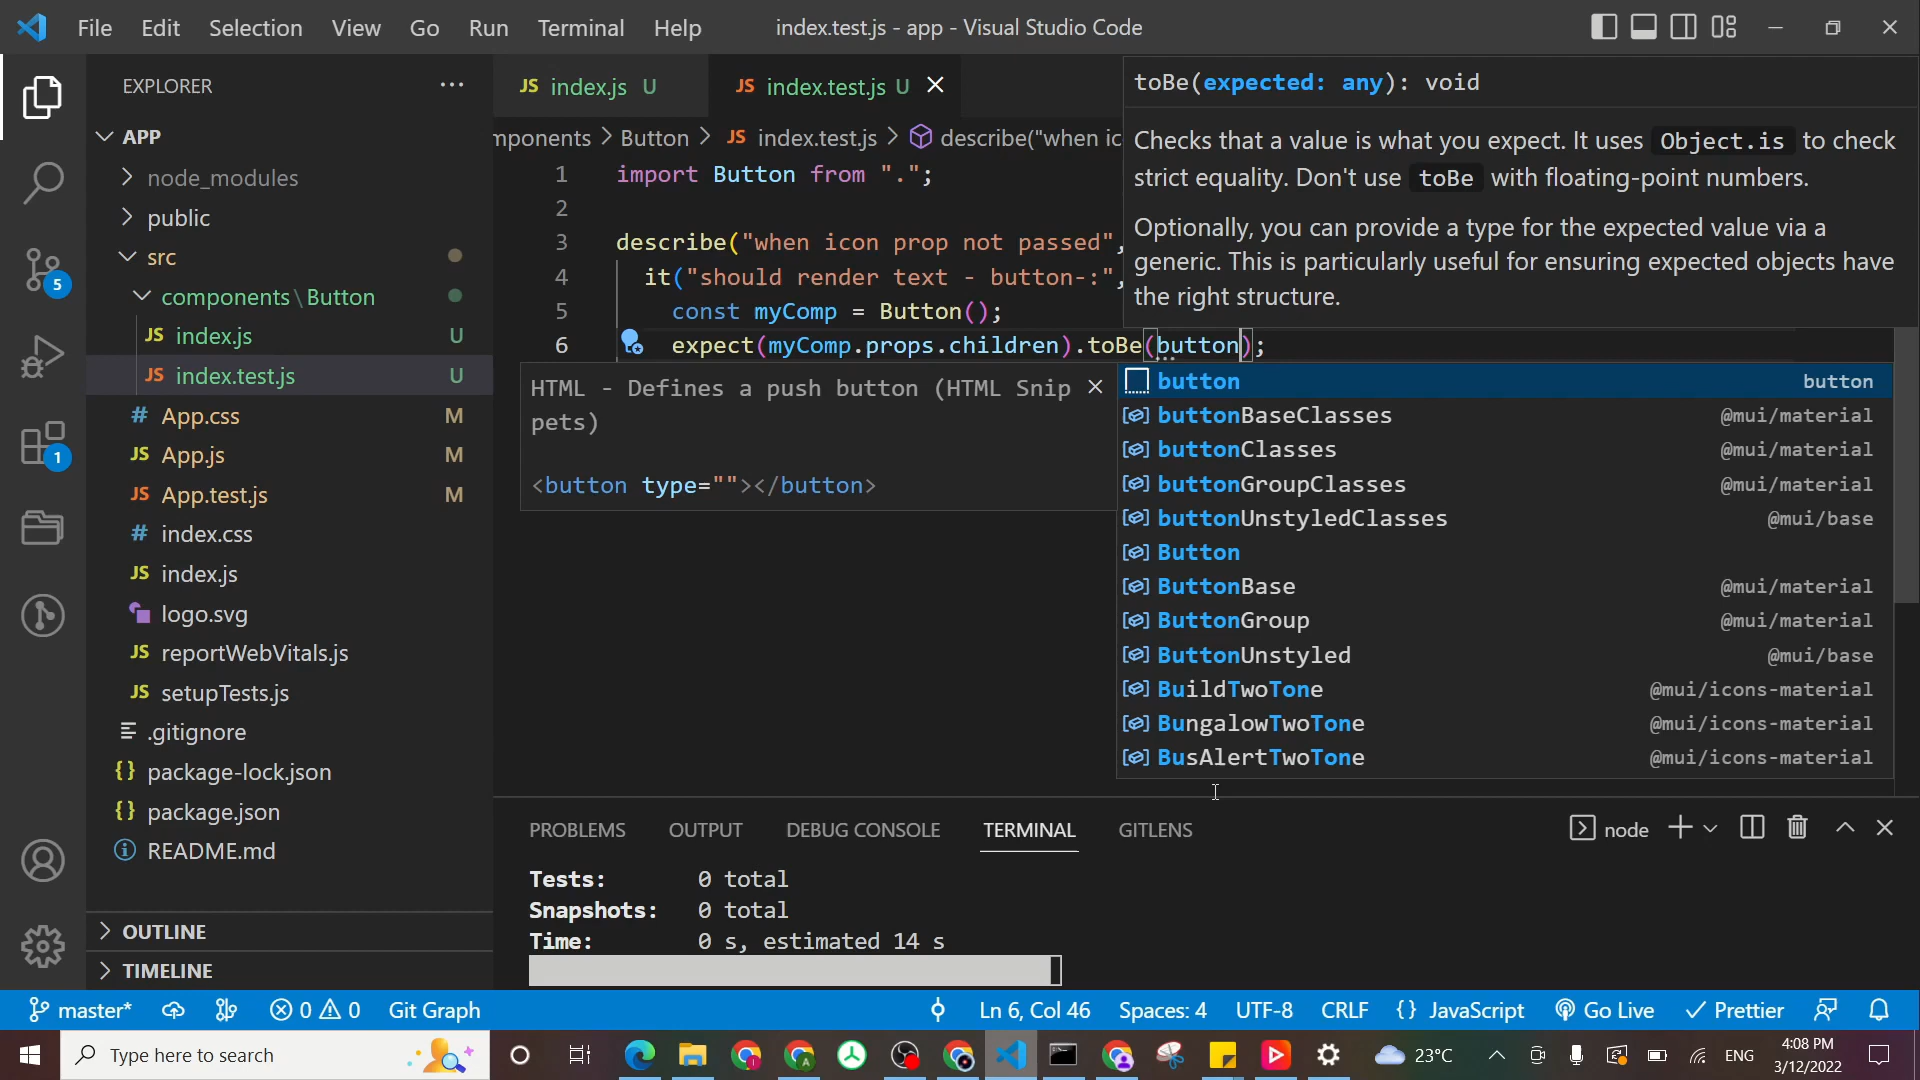 File Edit Selection View Go Run Terminal Help index.test.js - app - Visual Studio Code
EXPLORER ···
JS index.js U JS index.test.js U
mponents > Button > JS index.test.js > describe("when ic
APP
node_modules
public
src
components\Button
JS index.js U
JS index.test.js U
# App.css M
JS App.js M
JS App.test.js M
# index.css
JS index.js
logo.svg
JS reportWebVitals.js
JS setupTests.js
.gitignore
{} package-lock.json
{} package.json
README.md
OUTLINE
TIMELINE
5
1
1 import Button from ".";
2
3 describe("when icon prop not passed",
4 it("should render text - button-:",
5 const myComp = Button();
6 expect(myComp.props.children).toBe(button);
toBe(expected: any): void
Checks that a value is what you expect. It uses Object.is to check
strict equality. Don't use toBe with floating-point numbers.
Optionally, you can provide a type for the expected value via a
generic. This is particularly useful for ensuring expected objects have
the right structure.
HTML - Defines a push button (HTML Snip
pets)
<button type=""></button>
button button
buttonBaseClasses @mui/material
buttonClasses @mui/material
buttonGroupClasses @mui/material
buttonUnstyledClasses @mui/base
Button
ButtonBase @mui/material
ButtonGroup @mui/material
ButtonUnstyled @mui/base
BuildTwoTone @mui/icons-material
BungalowTwoTone @mui/icons-material
BusAlertTwoTone @mui/icons-material
PROBLEMS OUTPUT DEBUG CONSOLE TERMINAL GITLENS node
Tests: 0 total
Snapshots: 0 total
Time: 0 s, estimated 14 s
master* 0 0 Git Graph Ln 6, Col 46 Spaces: 4 UTF-8 CRLF {} JavaScript Go Live Prettier
Type here to search 23°C ENG 4:08 PM
3/12/2022